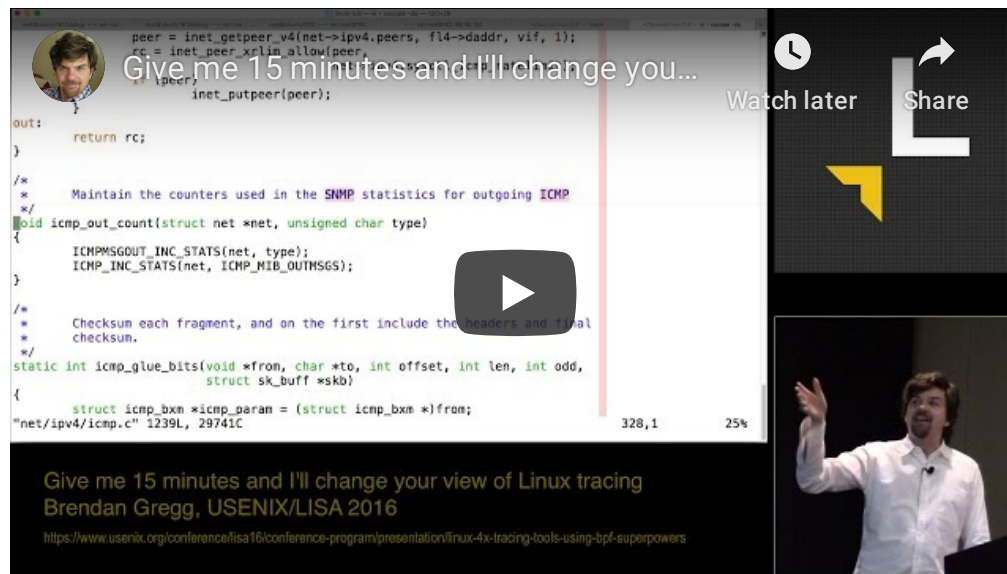 peer = inet_getpeer_v4(net->ipv4.peers, fl4->daddr, vif, 1);
rc = inet_peer_xrlim_allow(peer,
Give me 15 minutes and I'll change you...
if (peer)
inet_putpeer(peer);
}
Watch later
Share
out:
return rc;
}
/*
* Maintain the counters used in the SNMP statistics for outgoing ICMP
*/
void icmp_out_count(struct net *net, unsigned char type)
{
ICMPMSGOUT_INC_STATS(net, type);
ICMP_INC_STATS(net, ICMP_MIB_OUTMSGS);
}
/*
* Checksum each fragment, and on the first include the headers and final
* checksum.
*/
static int icmp_glue_bits(void *from, char *to, int offset, int len, int odd,
struct sk_buff *skb)
{
struct icmp_bxm *icmp_param = (struct icmp_bxm *)from;
"net/ipv4/icmp.c" 1239L, 29741C 328,1 25%
Give me 15 minutes and I'll change your view of Linux tracing
Brendan Gregg, USENIX/LISA 2016
https://www.usenix.org/conference/lisa16/conference-program/presentation/linux-4x-tracing-tools-using-bpf-superpowers